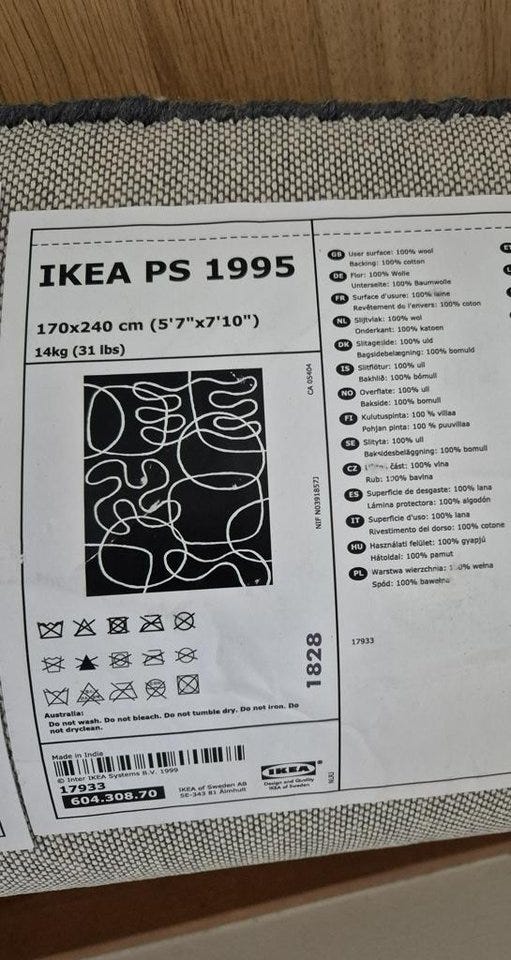 IKEA PS 1995
170x240 cm (5'7"x7'10")
14kg (31 lbs)
CA 05404
NIF N0391857J
1828
Australia:
Do not wash. Do not bleach. Do not tumble dry. Do not iron. Do
not dryclean.
Made in India
© Inter IKEA Systems B.V. 1999
17933
604.308.70
IKEA of Sweden AB
SE-343 81 Älmhult
IKEA®
Design and Quality
IKEA of Sweden
GB User surface: 100% wool
Backing: 100% cotton
DE Flor: 100% Wolle
Unterseite: 100% Baumwolle
FR Surface d'usure: 100% laine
Revêtement de l'envers: 100% coton
NL Slijtvlak: 100% wol
Onderkant: 100% katoen
DK Slitageside: 100% uld
Bagsidebelægning: 100% bomuld
IS Slitflötur: 100% ull
Bakhlið: 100% bómull
NO Overflate: 100% ull
Bakside: 100% bomull
FI Kulutuspinta: 100 % villaa
Pohjan pinta: 100 % puuvillaa
SE Slityta: 100% ull
Baksidesbeläggning: 100% bomull
CZ část: 100% vlna
Rub: 100% bavlna
ES Superficie de desgaste: 100% lana
Lámina protectora: 100% algodón
IT Superficie d'uso: 100% lana
Rivestimento del dorso: 100% cotone
HU Használati felület: 100% gyapjú
Hátoldal: 100% pamut
PL Warstwa wierzchnia: 100% wełna
Spód: 100% bawełna
17933